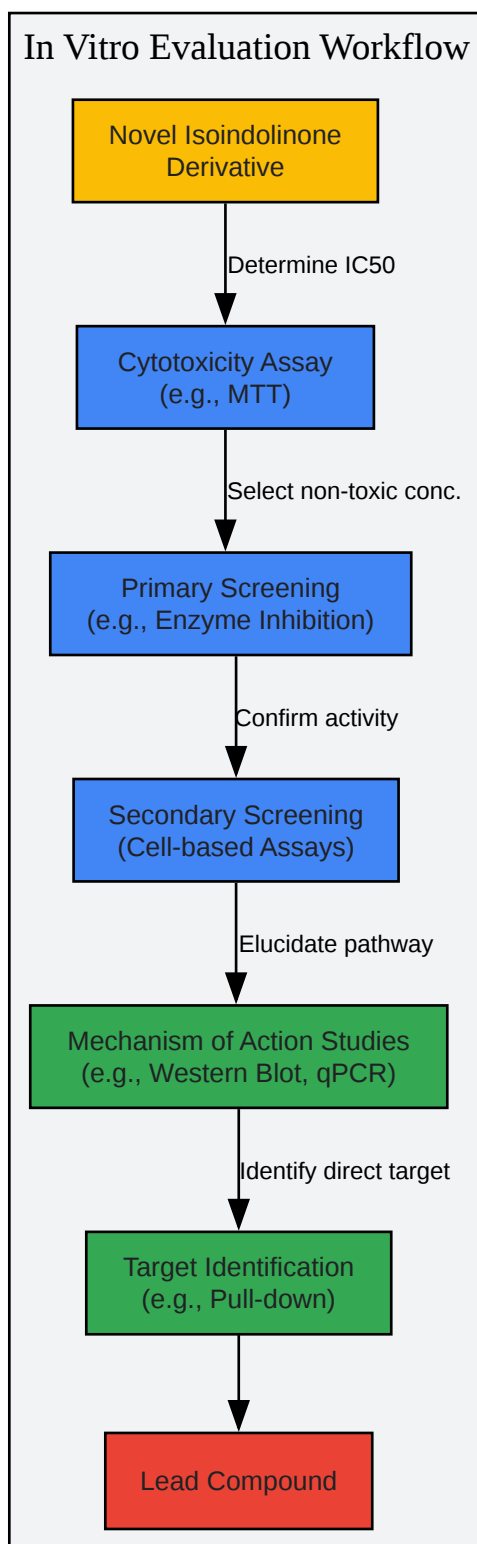 In Vitro Evaluation Workflow
Novel Isoindolinone
Derivative
Determine IC50
Cytotoxicity Assay
(e.g., MTT)
Select non-toxic conc.
Primary Screening
(e.g., Enzyme Inhibition)
Confirm activity
Secondary Screening
(Cell-based Assays)
Elucidate pathway
Mechanism of Action Studies
(e.g., Western Blot, qPCR)
Identify direct target
Target Identification
(e.g., Pull-down)
Lead Compound